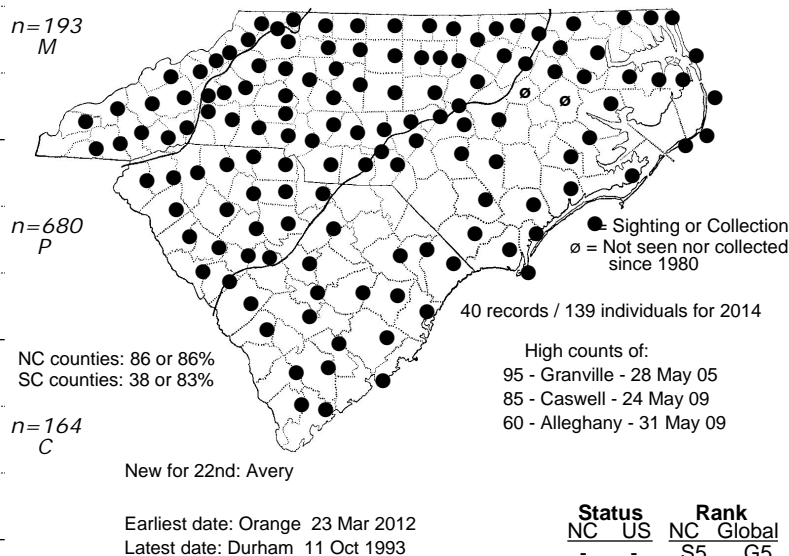 n=193
M
n=680
P
= Sighting or Collection
ø = Not seen nor collected
since 1980
40 records / 139 individuals for 2014
NC counties: 86 or 86%
SC counties: 38 or 83%
High counts of:
95 - Granville - 28 May 05
85 - Caswell - 24 May 09
60 - Alleghany - 31 May 09
n=164
C
New for 22nd: Avery
Earliest date: Orange 23 Mar 2012
Latest date: Durham 11 Oct 1993
Status Rank
NC US NC Global
- - S5 G5